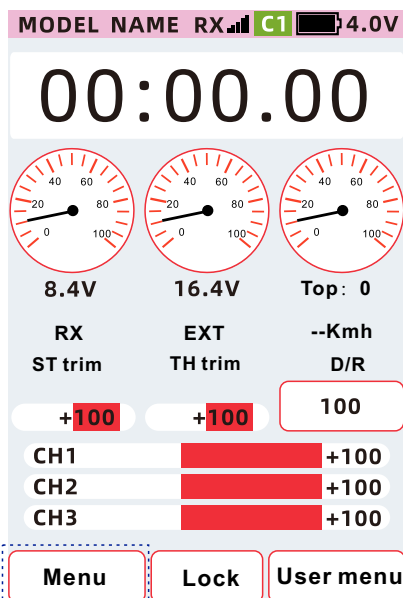 MODEL NAME RX C1 4.0V
00:00.00
40 60 40 60 40 60
20 80 20 80 20 80
0 100 0 100 0 100
8.4V 16.4V Top: 0
RX EXT --Kmh
ST trim TH trim D/R
+100 +100 100
CH1 +100
CH2 +100
CH3 +100
Menu Lock User menu